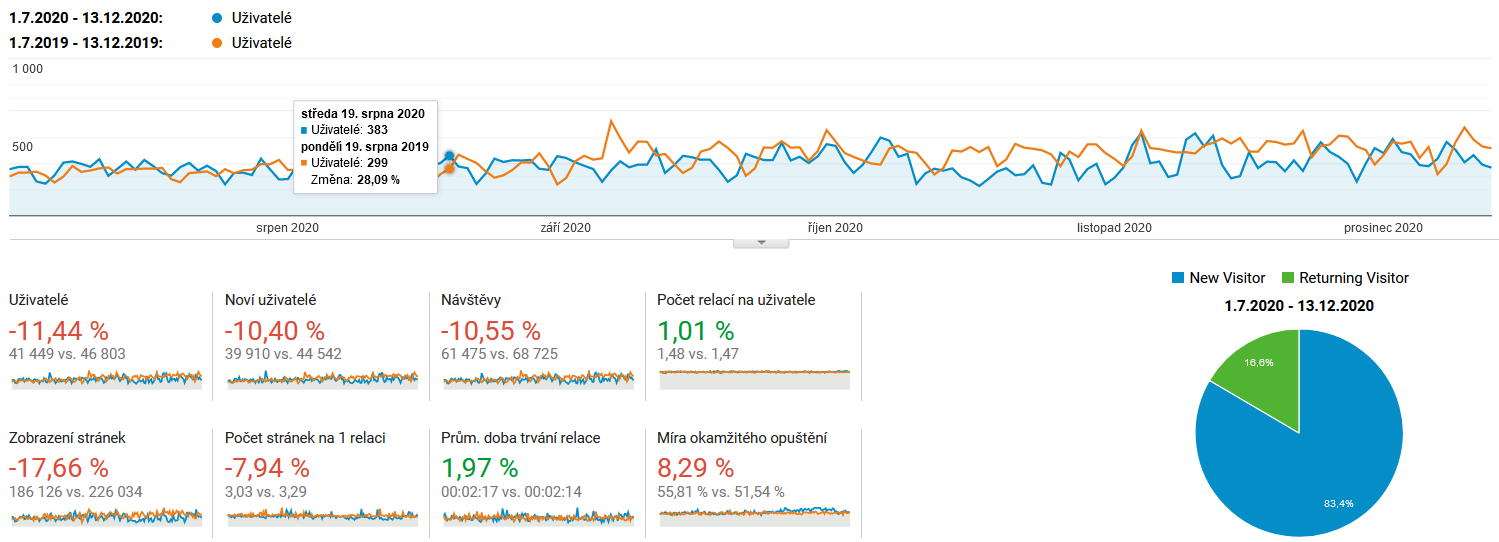 1.7.2020 - 13.12.2020: Uživatelé
1.7.2019 - 13.12.2019: Uživatelé
1 000
500
středa 19. srpna 2020
Uživatelé: 383
pondělí 19. srpna 2019
Uživatelé: 299
Změna: 28,09 %
srpen 2020 září 2020 říjen 2020 listopad 2020 prosinec 2020
New Visitor Returning Visitor
1.7.2020 - 13.12.2020
16,6%
83,4%
Uživatelé Noví uživatelé Návštěvy Počet relací na uživatele
-11,44 % -10,40 % -10,55 % 1,01 %
41 449 vs. 46 803 39 910 vs. 44 542 61 475 vs. 68 725 1,48 vs. 1,47
Zobrazení stránek Počet stránek na 1 relaci Prům. doba trvání relace Míra okamžitého opuštění
-17,66 % -7,94 % 1,97 % 8,29 %
186 126 vs. 226 034 3,03 vs. 3,29 00:02:17 vs. 00:02:14 55,81 % vs. 51,54 %